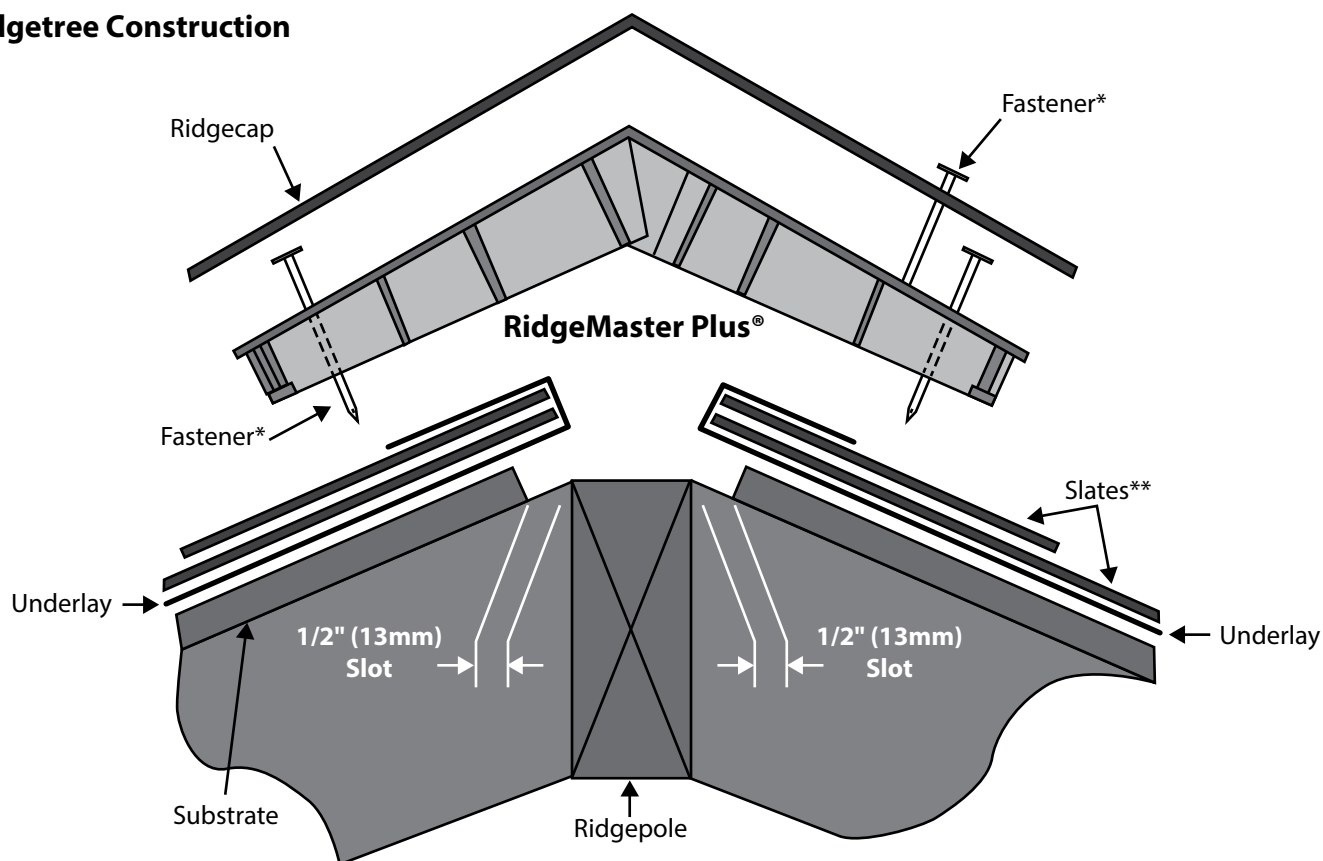 dgetree Construction
Fastener*
Ridgecap
RidgeMaster Plus®
Fastener*
Slates**
Underlay
1/2" (13mm)
Slot
1/2" (13mm)
Slot
Underlay
Substrate
Ridgepole